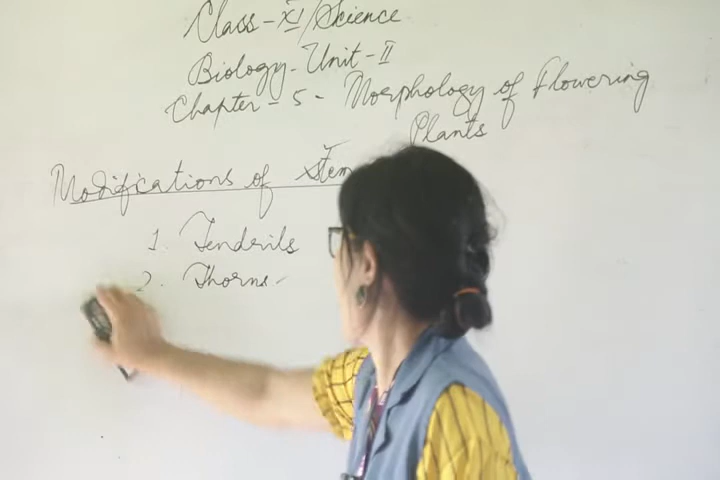 Class - XI / Science
Biology - Unit - II
Chapter - 5 - Morphology of Flowering
Plants
Modifications of Stem
1. Tendrils
2. Thorns -